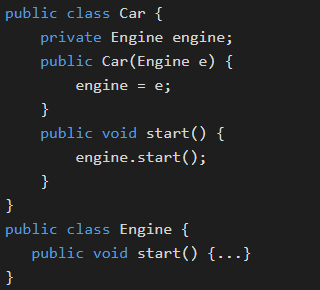 public class Car {
    private Engine engine;
    public Car(Engine e) {
        engine = e;
    }
    public void start() {
        engine.start();
    }
}
public class Engine {
   public void start() {...}
}